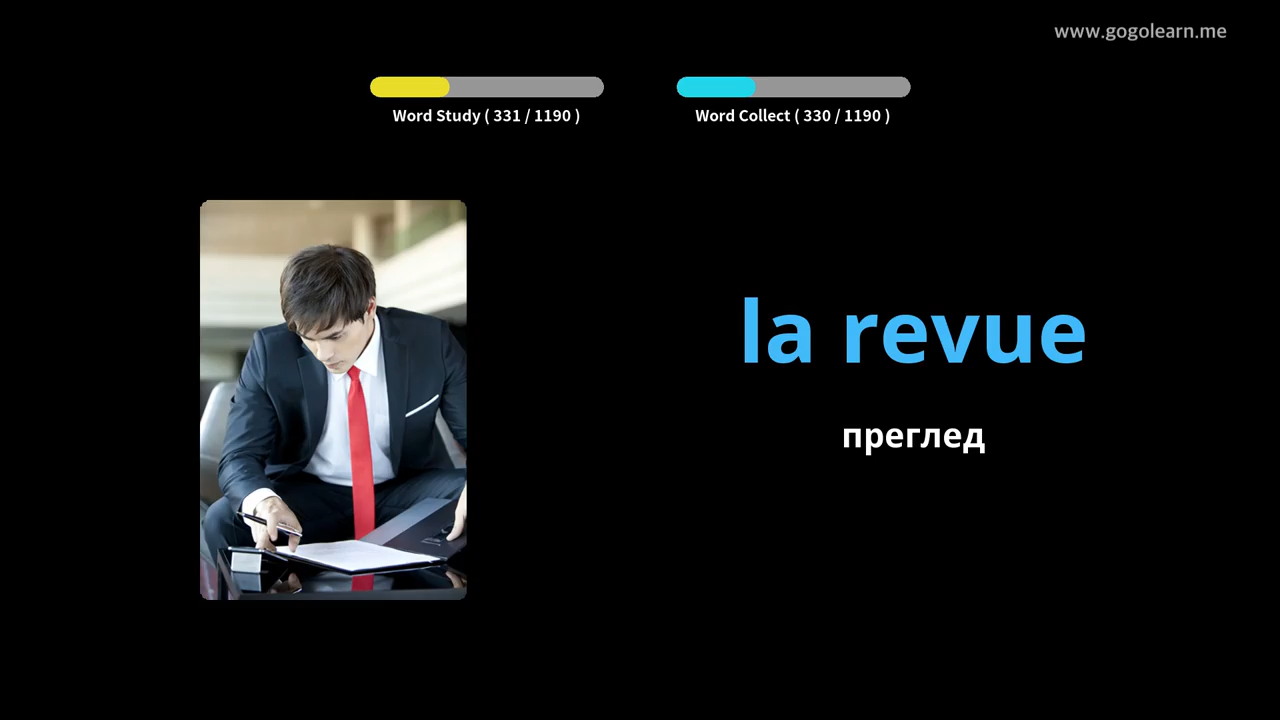 www.gogolearn.me
Word Study ( 331 / 1190 )
Word Collect ( 330 / 1190 )
la revue
преглед